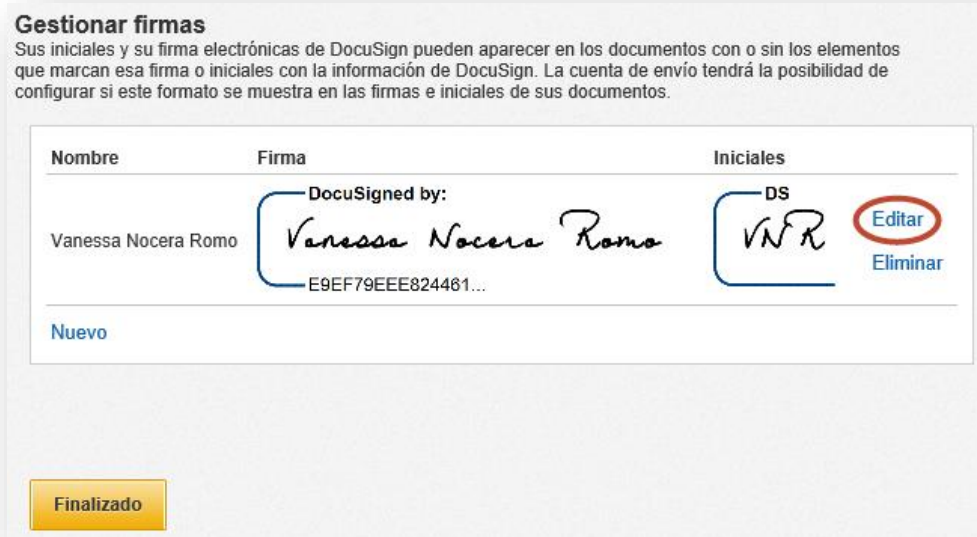 Gestionar firmas
Sus iniciales y su firma electrónicas de DocuSign pueden aparecer en los documentos con o sin los elementos
que marcan esa firma o iniciales con la información de DocuSign. La cuenta de envío tendrá la posibilidad de
configurar si este formato se muestra en las firmas e iniciales de sus documentos.
Nombre Firma Iniciales
DocuSigned by: DS
Vanessa Nocera Romo Vanessa Nocera Romo VNR Editar
Eliminar
E9EF79EEE824461...
Nuevo
Finalizado